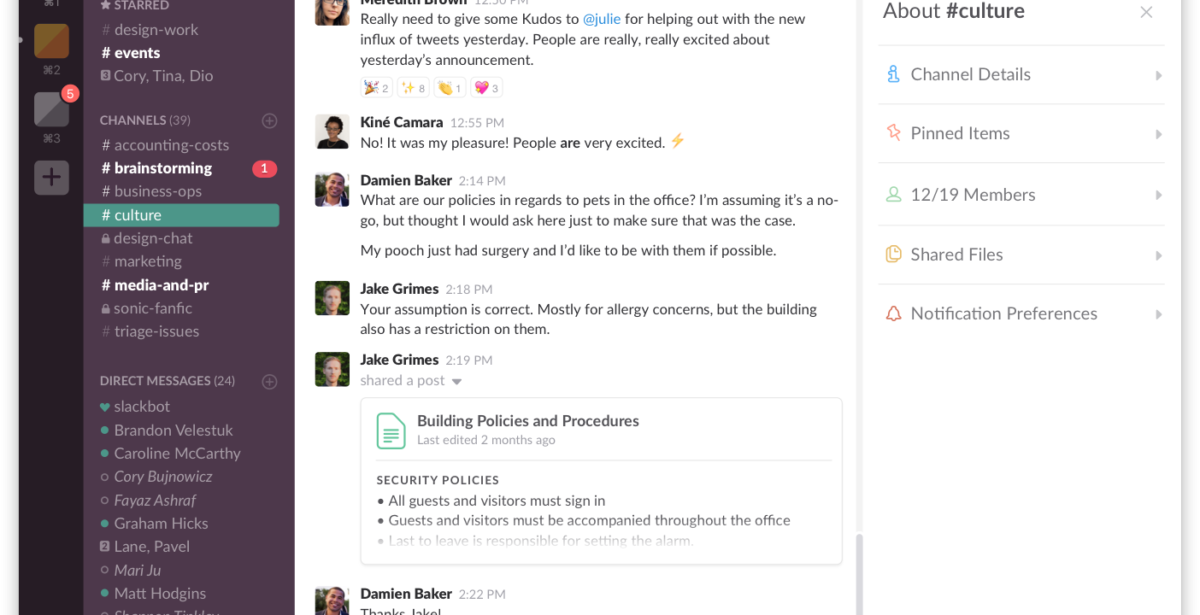 ⌘1
⌘2
5
⌘3
STARRED
# design-work
# events
3 Cory, Tina, Dio
CHANNELS (39)
# accounting-costs
# brainstorming 1
# business-ops
# culture
design-chat
# marketing
# media-and-pr
sonic-fanfic
# triage-issues
DIRECT MESSAGES (24)
slackbot
Brandon Velestuk
Caroline McCarthy
Cory Bujnowicz
Fayaz Ashraf
Graham Hicks
2 Lane, Pavel
Mari Ju
Matt Hodgins
Meredith Brown 12:50 PM
Really need to give some Kudos to @julie for helping out with the new
influx of tweets yesterday. People are really, really excited about
yesterday’s announcement.
2 8 1 3
Kiné Camara 12:55 PM
No! It was my pleasure! People are very excited.
Damien Baker 2:14 PM
What are our policies in regards to pets in the office? I’m assuming it’s a no-
go, but thought I would ask here just to make sure that was the case.
My pooch just had surgery and I’d like to be with them if possible.
Jake Grimes 2:18 PM
Your assumption is correct. Mostly for allergy concerns, but the building
also has a restriction on them.
Jake Grimes 2:19 PM
shared a post
Building Policies and Procedures
Last edited 2 months ago
SECURITY POLICIES
• All guests and visitors must sign in
• Guests and visitors must be accompanied throughout the office
• Last to leave is responsible for setting the alarm.
Damien Baker 2:22 PM
Thanks Jake!
About #culture
Channel Details
Pinned Items
12/19 Members
Shared Files
Notification Preferences